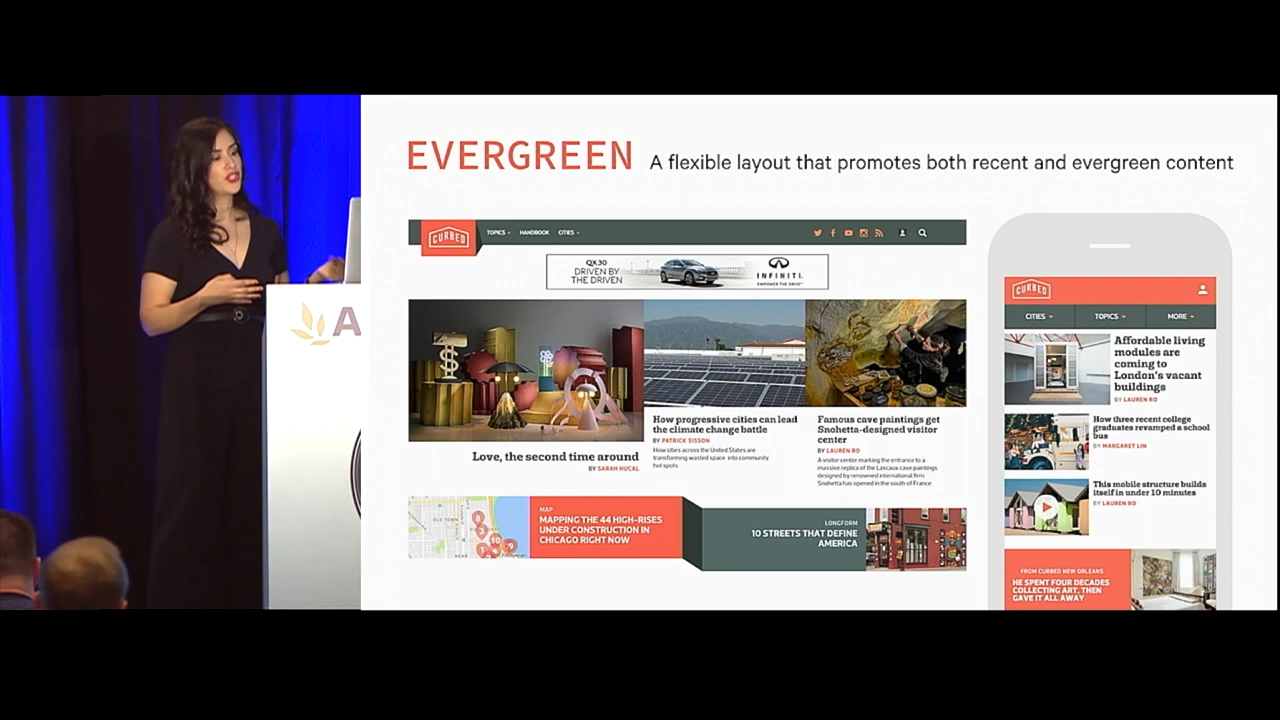 EVERGREEN A flexible layout that promotes both recent and evergreen content
CURBED TOPICS HANDBOOK CITIES
QX30
DRIVEN BY
THE DRIVEN
INFINITI.
EMPOWER THE DRIVE
Love, the second time around
BY SARAH HUCAL
How progressive cities can lead
the climate change battle
BY PATRICK SISSON
How cities across the United States are
transforming wasted space into community
hot spots.
Famous cave paintings get
Snohetta-designed visitor
center
BY LAUREN RO
A visitor center marking the entrance to a
massive replica of the Lascaux cave paintings
designed by renowned international firm
Snohetta has opened in the south of France.
OLD TOWN
MAP
MAPPING THE 44 HIGH-RISES
UNDER CONSTRUCTION IN
CHICAGO RIGHT NOW
LONGFORM
10 STREETS THAT DEFINE
AMERICA
CURBED
CITIES TOPICS MORE
Affordable living
modules are
coming to
London's vacant
buildings
BY LAUREN RO
How three recent college
graduates revamped a school
bus
BY MARGARET LIN
This mobile structure builds
itself in under 10 minutes
BY LAUREN RO
FROM CURBED NEW ORLEANS
HE SPENT FOUR DECADES
COLLECTING ART, THEN
GAVE IT ALL AWAY
A